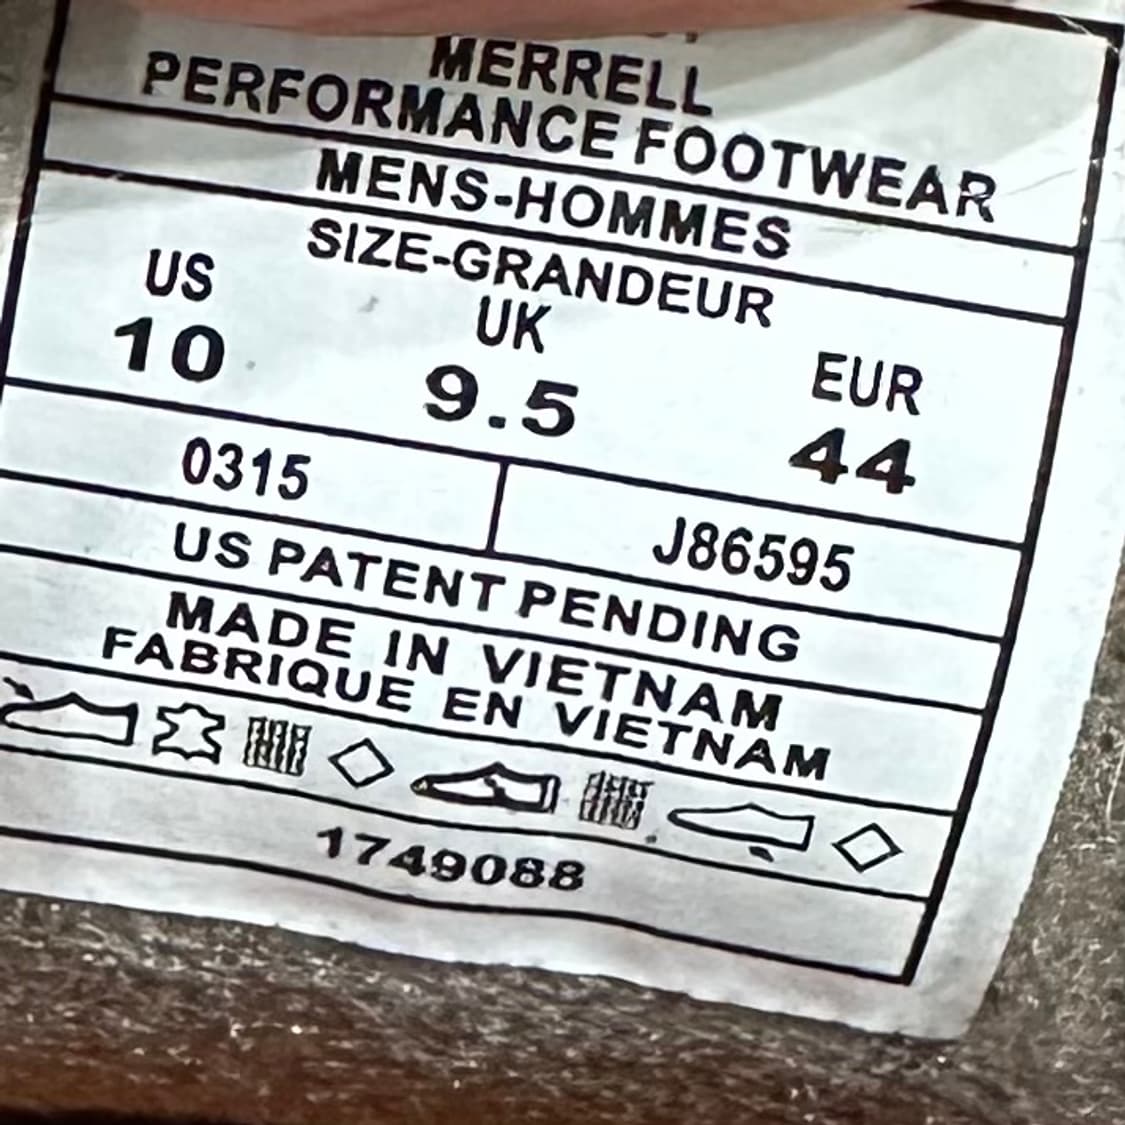 MERRELL
PERFORMANCE FOOTWEAR
MENS-HOMMES
SIZE-GRANDEUR
US UK EUR
10 9.5 44
0315 J86595
US PATENT PENDING
MADE IN VIETNAM
FABRIQUE EN VIETNAM
1749088